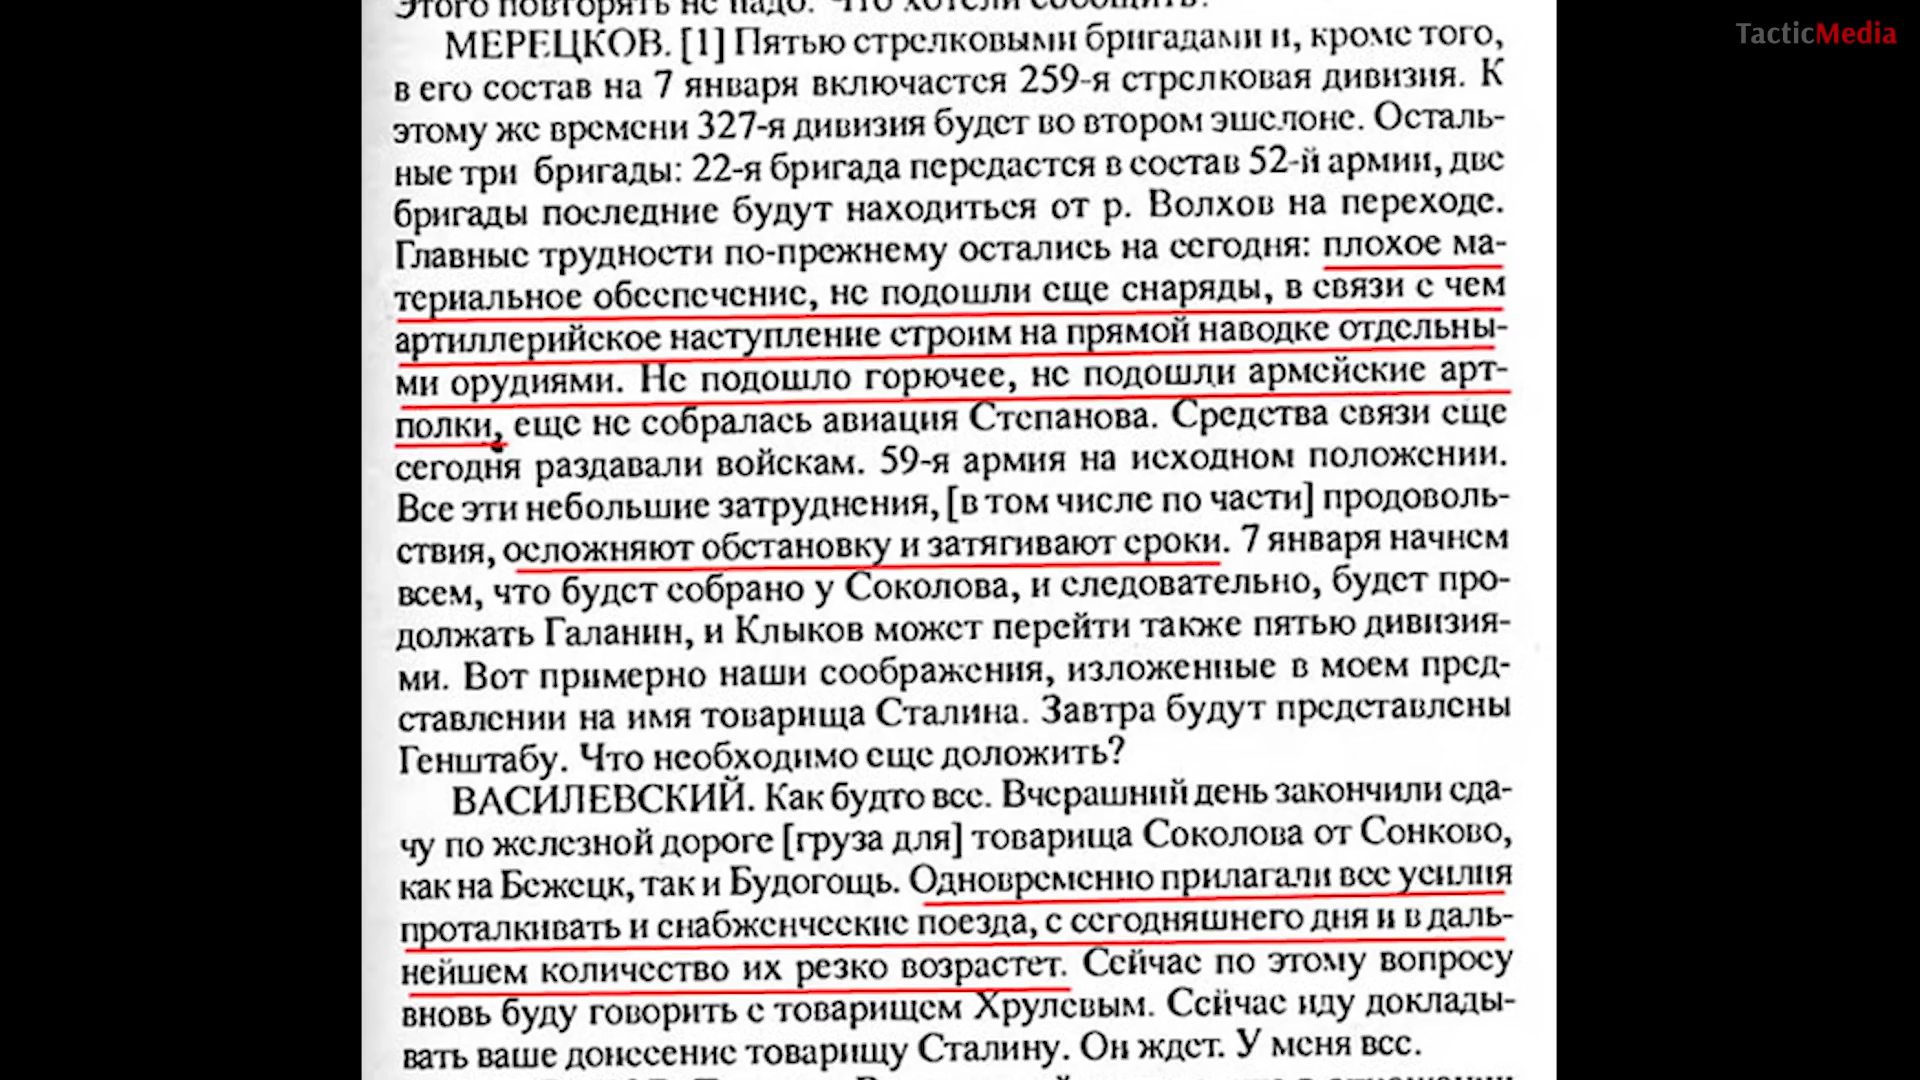 Этого повторять не надо. Что хотели сообщить?
TacticMedia
МЕРЕЦКОВ. [1] Пятью стрелковыми бригадами и, кроме того,
в его состав на 7 января включается 259-я стрелковая дивизия. К
этому же времени 327-я дивизия будет во втором эшелоне. Осталь-
ные три бригады: 22-я бригада передастся в состав 52-й армии, две
бригады последние будут находиться от р. Волхов на переходе.
Главные трудности по-прежнему остались на сегодня: плохое ма-
териальное обеспечение, не подошли еще снаряды, в связи с чем
артиллерийское наступление строим на прямой наводке отдельны-
ми орудиями. Не подошло горючее, не подошли армейские арт-
полки, еще не собралась авиация Степанова. Средства связи еще
сегодня раздавали войскам. 59-я армия на исходном положении.
Все эти небольшие затруднения, [в том числе по части] продоволь-
ствия, осложняют обстановку и затягивают сроки. 7 января начнем
всем, что будет собрано у Соколова, и следовательно, будет про-
должать Галанин, и Клыков может перейти также пятью дивизия-
ми. Вот примерно наши соображения, изложенные в моем пред-
ставлении на имя товарища Сталина. Завтра будут представлены
Генштабу. Что необходимо еще доложить?
ВАСИЛЕВСКИЙ. Как будто все. Вчерашний день закончили сда-
чу по железной дороге [груза для] товарища Соколова от Сонково,
как на Бежецк, так и Будогощь. Одновременно прилагали все усилия
проталкивать и снабженческие поезда, с сегодняшнего дня и в даль-
нейшем количество их резко возрастет. Сейчас по этому вопросу
вновь буду говорить с товарищем Хрулевым. Сейчас иду доклады-
вать ваше донесение товарищу Сталину. Он ждет. У меня все.